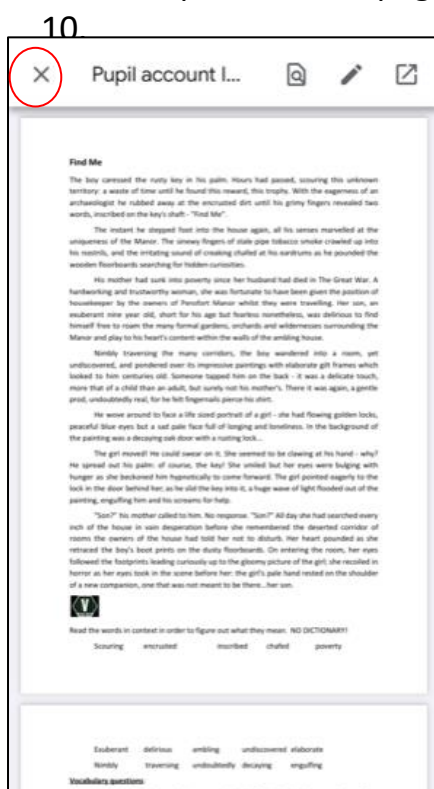 10.
Pupil account l...
Find Me
The boy caressed the rusty key in his palm. Hours had passed, scouring this unknown
territory: a waste of time until he found this reward, this trophy. With the eagerness of an
archaeologist he rubbed away at the encrusted dirt until his grimy fingers revealed two
words, inscribed on the key's shaft - "Find Me".
The instant he stepped foot into the house again, all his senses marvelled at the
uniqueness of the Manor. The sinewy fingers of stale pipe tobacco smoke crawled up into
his nostrils, and the irritating sound of creaking chafed at his eardrums as he pounded the
wooden floorboards searching for hidden curiosities.
His mother had sunk into poverty since her husband had died in The Great War. A
hardworking and trustworthy woman, she was fortunate to have been given the position of
housekeeper by the owners of Penofort Manor whilst they were travelling. Her son, an
exuberant nine year old, short for his age but fearless nonetheless, was delirious to find
himself free to roam the many formal gardens, orchards and wildernesses surrounding the
Manor and play to his heart's content within the walls of the ambling house.
Nimbly traversing the many corridors, the boy wandered into a room, yet
undiscovered, and pondered over its impressive paintings with elaborate gilt frames which
looked to him centuries old. Someone tapped him on the back - it was a delicate touch,
more that of a child than an adult, but surely not his mother's. There it was again, a gentle
prod, undoubtedly real, for he felt fingernails pierce his shirt.
He wove around to face a life sized portrait of a girl - she had flowing golden locks,
peaceful blue eyes but a sad pale face full of longing and loneliness. In the background of
the painting was a decaying oak door with a rusting lock...
The girl moved! He could swear on it. She seemed to be clawing at his hand - why?
He spread out his palm: of course, the key! She smiled but her eyes were bulging with
hunger as she beckoned him hypnotically to come forward. The girl pointed eagerly to the
lock in the door behind her; as he slid the key into it, a huge wave of light flooded out of the
painting, engulfing him and his screams for help.
"Son?" his mother called to him. No response. "Son?" All day she had searched every
inch of the house in vain desperation before she remembered the deserted corridor of
rooms the owners of the house had told her not to disturb. Her heart pounded as she
retraced the boy's boot prints on the dusty floorboards. On entering the room, her eyes
followed the footprints leading curiously up to the gloomy picture of the girl; she recoiled in
horror as her eyes took in the scene before her: the girl's pale hand rested on the shoulder
of a new companion, one that was not meant to be there...her son.
V
Read the words in context in order to figure out what they mean. NO DICTIONARY!
Scouring encrusted inscribed chafed poverty
Exuberant delirious ambling undiscovered elaborate
Nimbly traversing undoubtedly decaying engulfing
Vocabulary questions